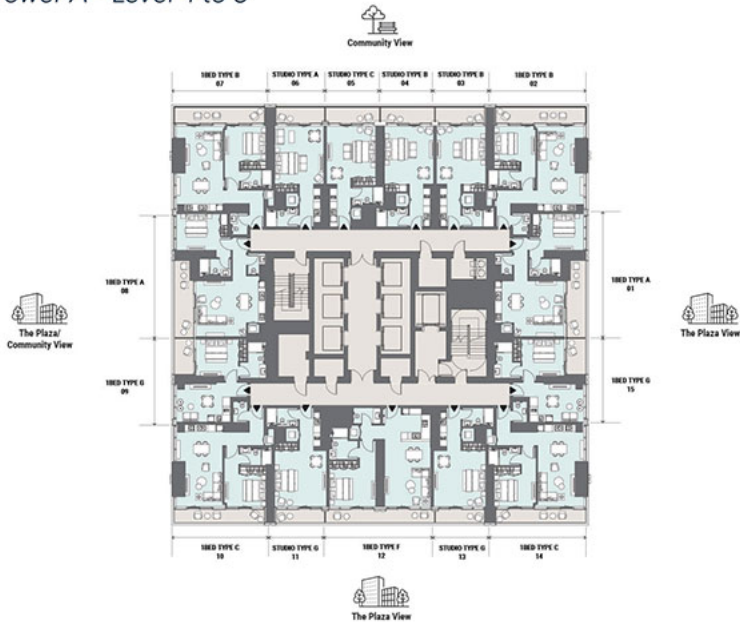 Community View
1BED TYPE B
07
STUDIO TYPE A
06
STUDIO TYPE C
05
STUDIO TYPE B
04
STUDIO TYPE B
03
1BED TYPE B
02
1BED TYPE A
08
1BED TYPE A
01
The Plaza/
Community View
The Plaza View
1BED TYPE G
09
1BED TYPE G
15
1BED TYPE C
10
STUDIO TYPE G
11
1BED TYPE F
12
STUDIO TYPE G
13
1BED TYPE C
14
The Plaza View